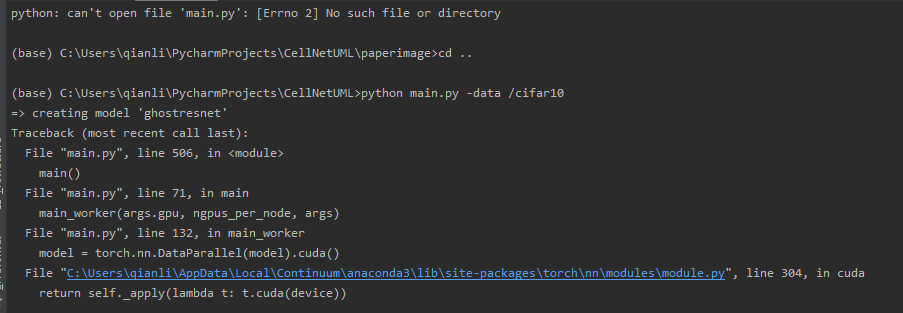 python: can't open file 'main.py': [Errno 2] No such file or directory
(base) C:\Users\qianli\PycharmProjects\CellNetUML\paperimage>cd ..
(base) C:\Users\qianli\PycharmProjects\CellNetUML>python main.py -data /cifar10
=> creating model 'ghostresnet'
Traceback (most recent call last):
  File "main.py", line 506, in <module>
    main()
  File "main.py", line 71, in main
    main_worker(args.gpu, ngpus_per_node, args)
  File "main.py", line 132, in main_worker
    model = torch.nn.DataParallel(model).cuda()
  File "C:\Users\qianli\AppData\Local\Continuum\anaconda3\lib\site-packages\torch\nn\modules\module.py", line 304, in cuda
    return self._apply(lambda t: t.cuda(device))